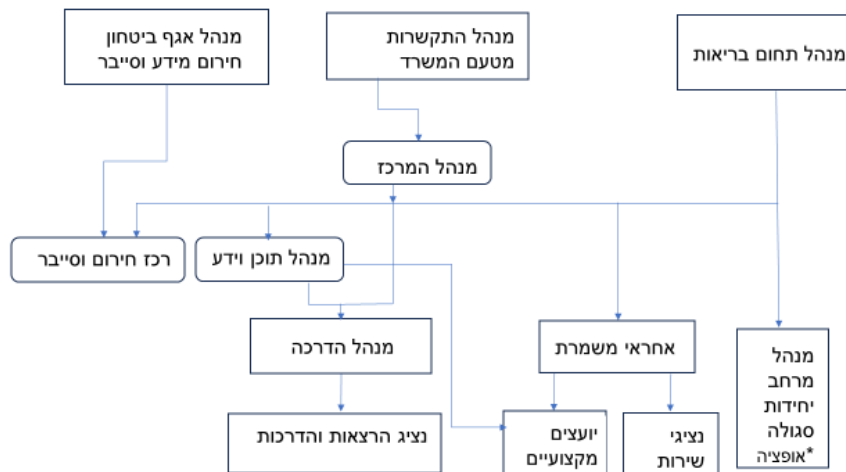 מנהל אגף ביטחון
חירום מידע וסייבר
מנהל התקשרות
מטעם המשרד
מנהל תחום בריאות
מנהל המרכז
רכז חירום וסייבר
מנהל תוכן וידע
מנהל הדרכה
אחראי משמרת
מנהל
מרחב
יחידות
סגולה
*אופציה
נציג הרצאות והדרכות
יועצים
מקצועיים
נציגי
שירות